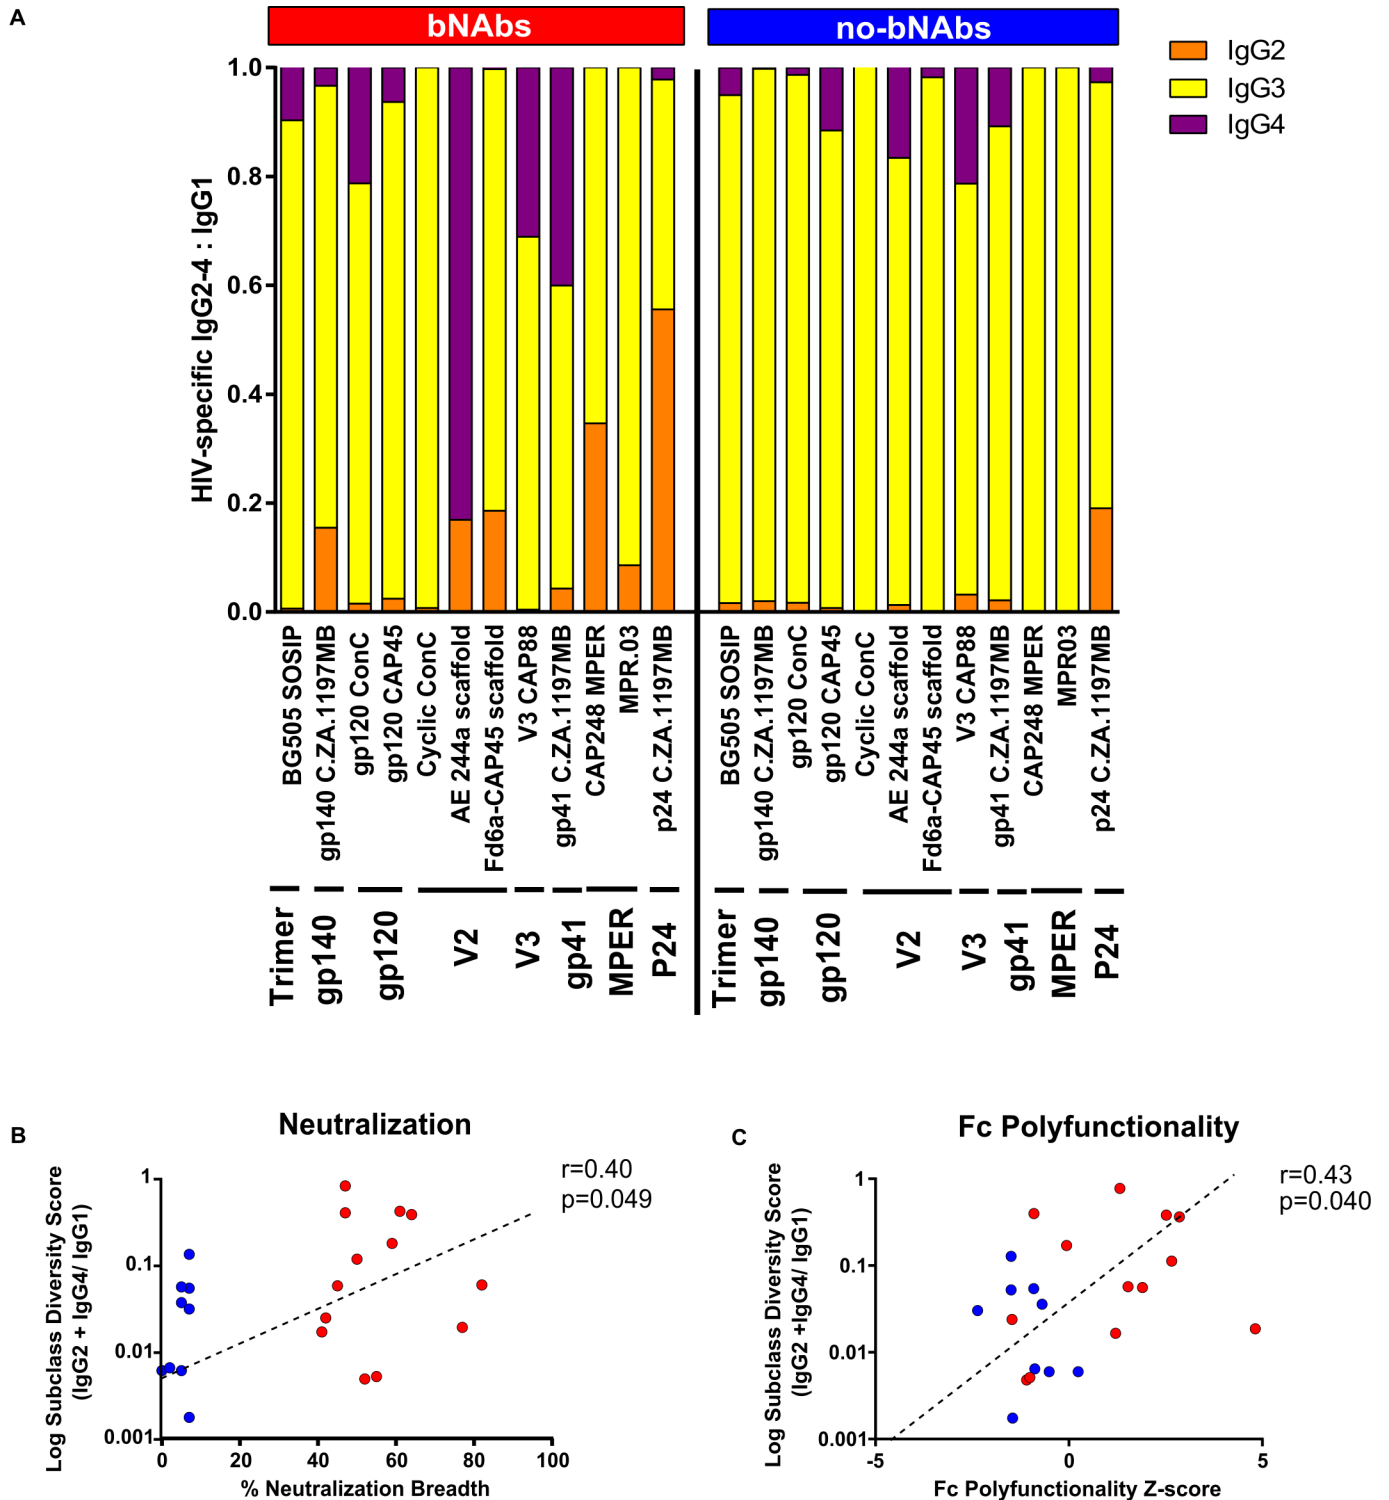 A
bNAbs
no-bNAbs
IgG2
IgG3
IgG4
HIV-specific IgG2-4 : IgG1
1.0
0.8
0.6
0.4
0.2
0.0
BG505 SOSIP
gp140 C.ZA.1197MB
gp120 ConC
gp120 CAP45
Cyclic ConC
AE 244a scaffold
Fd6a-CAP45 scaffold
V3 CAP88
gp41 C.ZA.1197MB
CAP248 MPER
MPR.03
p24 C.ZA.1197MB
BG505 SOSIP
gp140 C.ZA.1197MB
gp120 ConC
gp120 CAP45
Cyclic ConC
AE 244a scaffold
Fd6a-CAP45 scaffold
V3 CAP88
gp41 C.ZA.1197MB
CAP248 MPER
MPR03
p24 C.ZA.1197MB
Trimer
gp140
gp120
V2
V3
gp41
MPER
P24
Trimer
gp140
gp120
V2
V3
gp41
MPER
P24
B
Neutralization
r=0.40
p=0.049
Log Subclass Diversity Score
(IgG2 + IgG4/ IgG1)
1
0.1
0.01
0.001
0
20
40
60
80
100
% Neutralization Breadth
C
Fc Polyfunctionality
r=0.43
p=0.040
Log Subclass Diversity Score
(IgG2 +IgG4/ IgG1)
1
0.1
0.01
0.001
-5
0
5
Fc Polyfunctionality Z-score